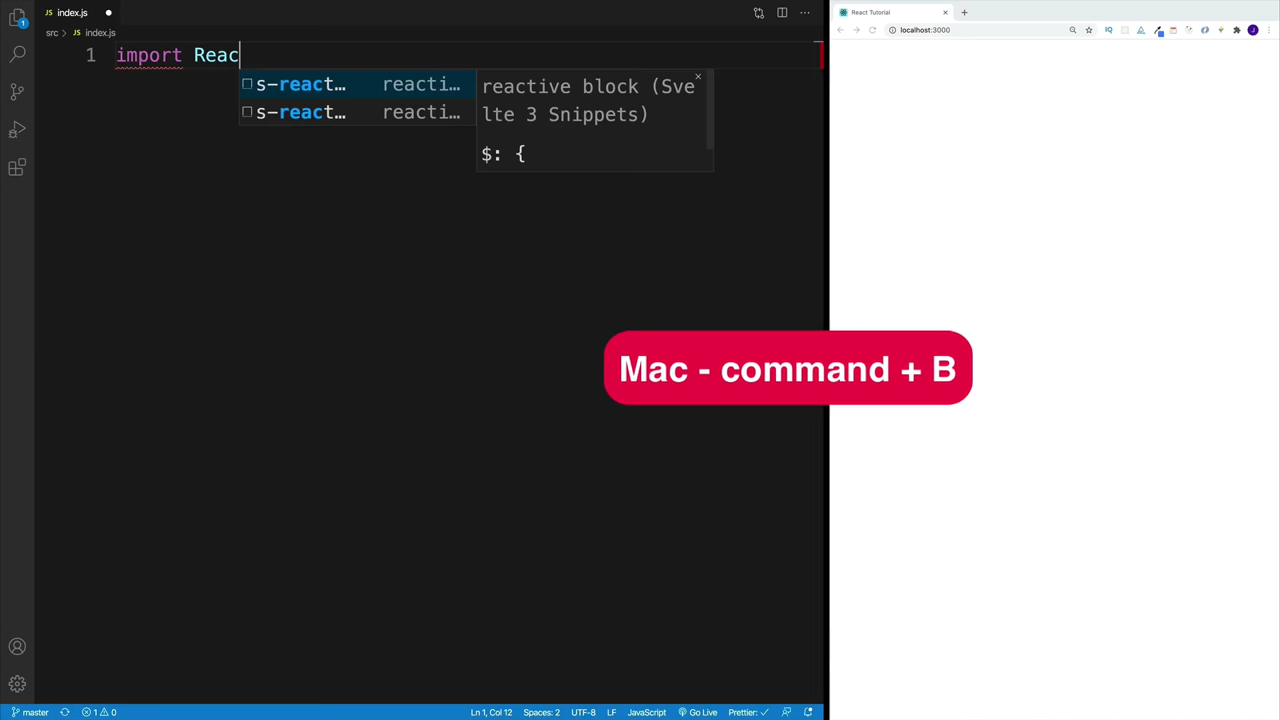 index.js
src > index.js
1 import Reac
s-react… reacti…
s-react… reacti…
reactive block (Sve
lte 3 Snippets)
$: {
React Tutorial
localhost:3000
Mac - command + B
master
1 0
Ln 1, Col 12
Spaces: 2
UTF-8
LF
JavaScript
Go Live
Prettier: ✓